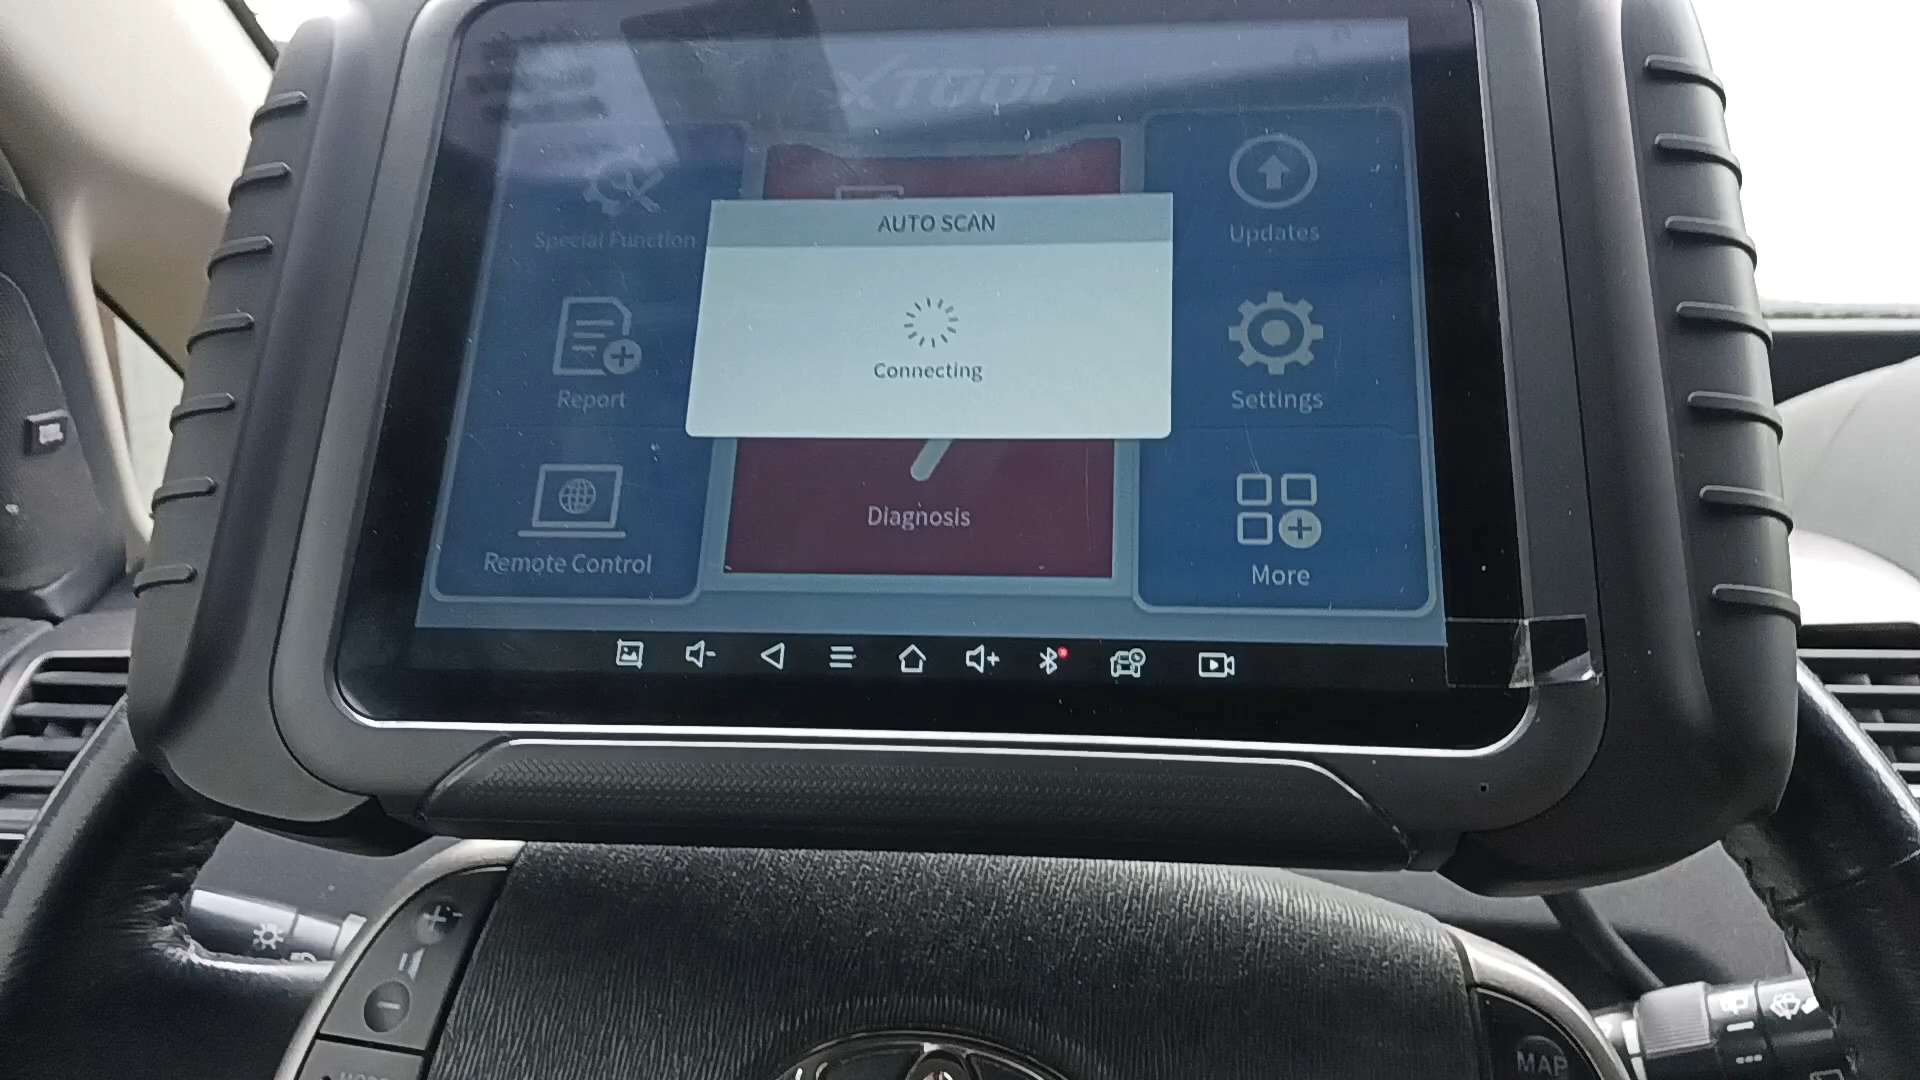 XTOOL
Special Function
Updates
AUTO SCAN
Connecting
Report
Settings
Diagnosis
Remote Control
More
MAP